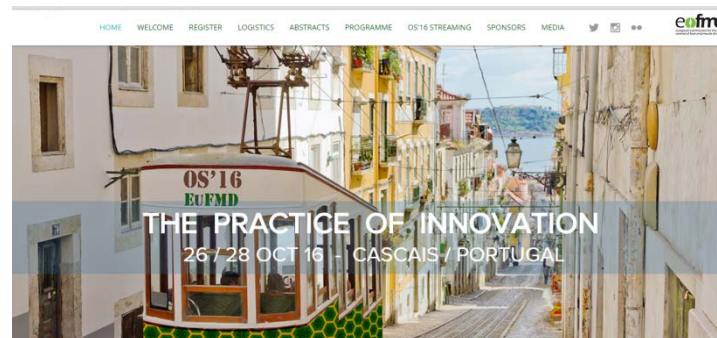 HOME WELCOME REGISTER LOGISTICS ABSTRACTS PROGRAMME OS'16 STREAMING SPONSORS MEDIA
OS'16
EUFMD
THE PRACTICE OF INNOVATION
26 / 28 OCT 16 - CASCAIS / PORTUGAL